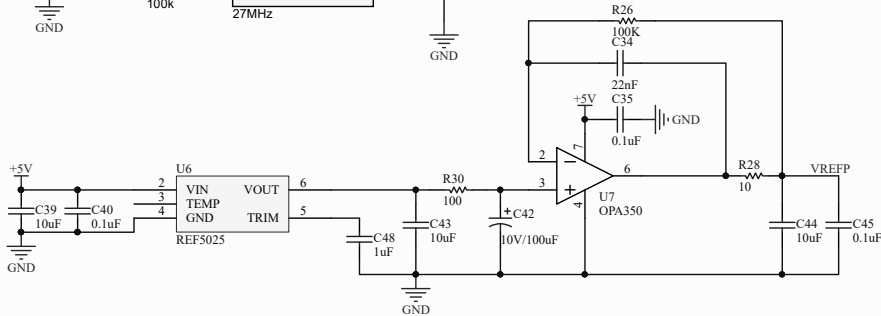 100k
GND
27MHz
GND
R26
100K
C34
22nF
+5V
C35
0.1uF
GND
+5V
U6
2
VIN
VOUT
6
3
TEMP
4
GND
TRIM
5
REF5025
C39
10uF
C40
0.1uF
GND
C48
1uF
C43
10uF
R30
100
+
C42
10V/100uF
GND
2
3
7
4
6
U7
OPA350
R28
10
VREFP
C44
10uF
C45
0.1uF